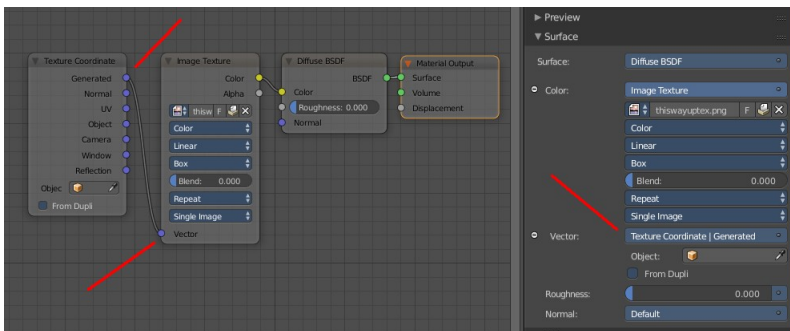 Texture Coordinate
Generated
Normal
UV
Object
Camera
Window
Reflection
Objec
From Dupli
Image Texture
Color
Alpha
thisw F
Color
Linear
Box
Blend: 0.000
Repeat
Single Image
Vector
Diffuse BSDF
BSDF
Color
Roughness: 0.000
Normal
Material Output
Surface
Volume
Displacement
Preview
Surface
Surface: Diffuse BSDF
Color: Image Texture
thiswayuptex.png F
Color
Linear
Box
Blend: 0.000
Repeat
Single Image
Vector: Texture Coordinate | Generated
Object:
From Dupli
Roughness: 0.000
Normal: Default